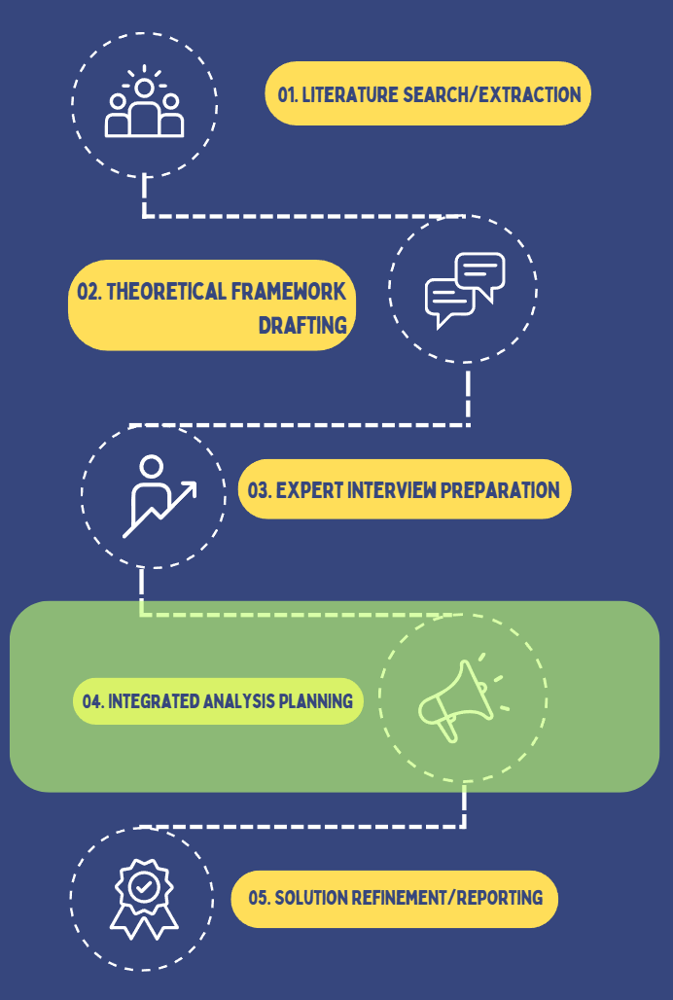 01. LITERATURE SEARCH/EXTRACTION
02. THEORETICAL FRAMEWORK
DRAFTING
03. EXPERT INTERVIEW PREPARATION
04. INTEGRATED ANALYSIS PLANNING
05. SOLUTION REFINEMENT/REPORTING